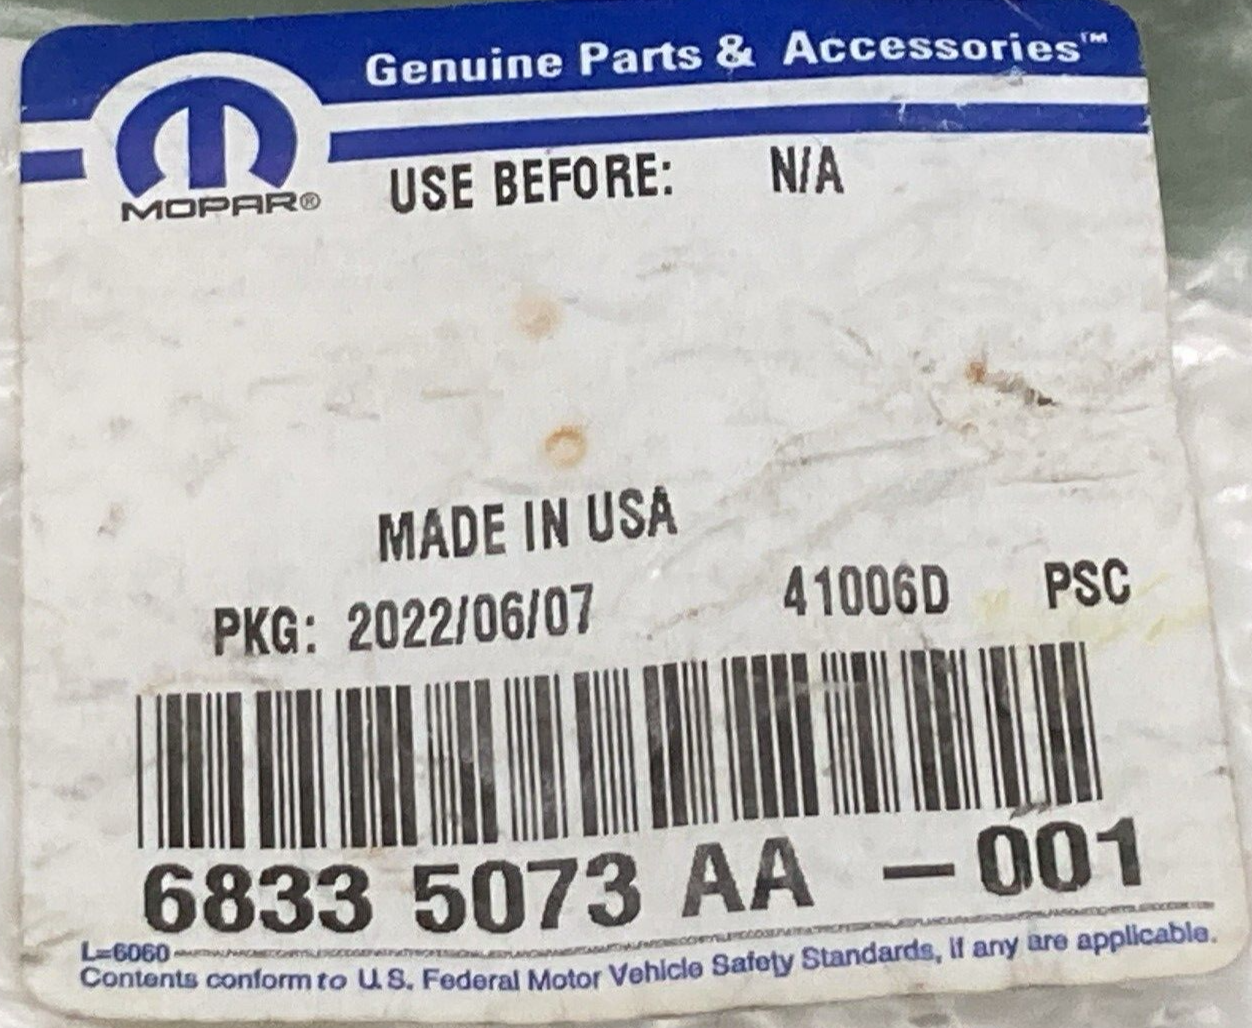 Genuine Parts & Accessories™
MOPAR®
USE BEFORE: N/A
MADE IN USA
PKG: 2022/06/07 41006D PSC
6833 5073 AA – 001
L=6060
Contents conform to U.S. Federal Motor Vehicle Safety Standards, if any are applicable.